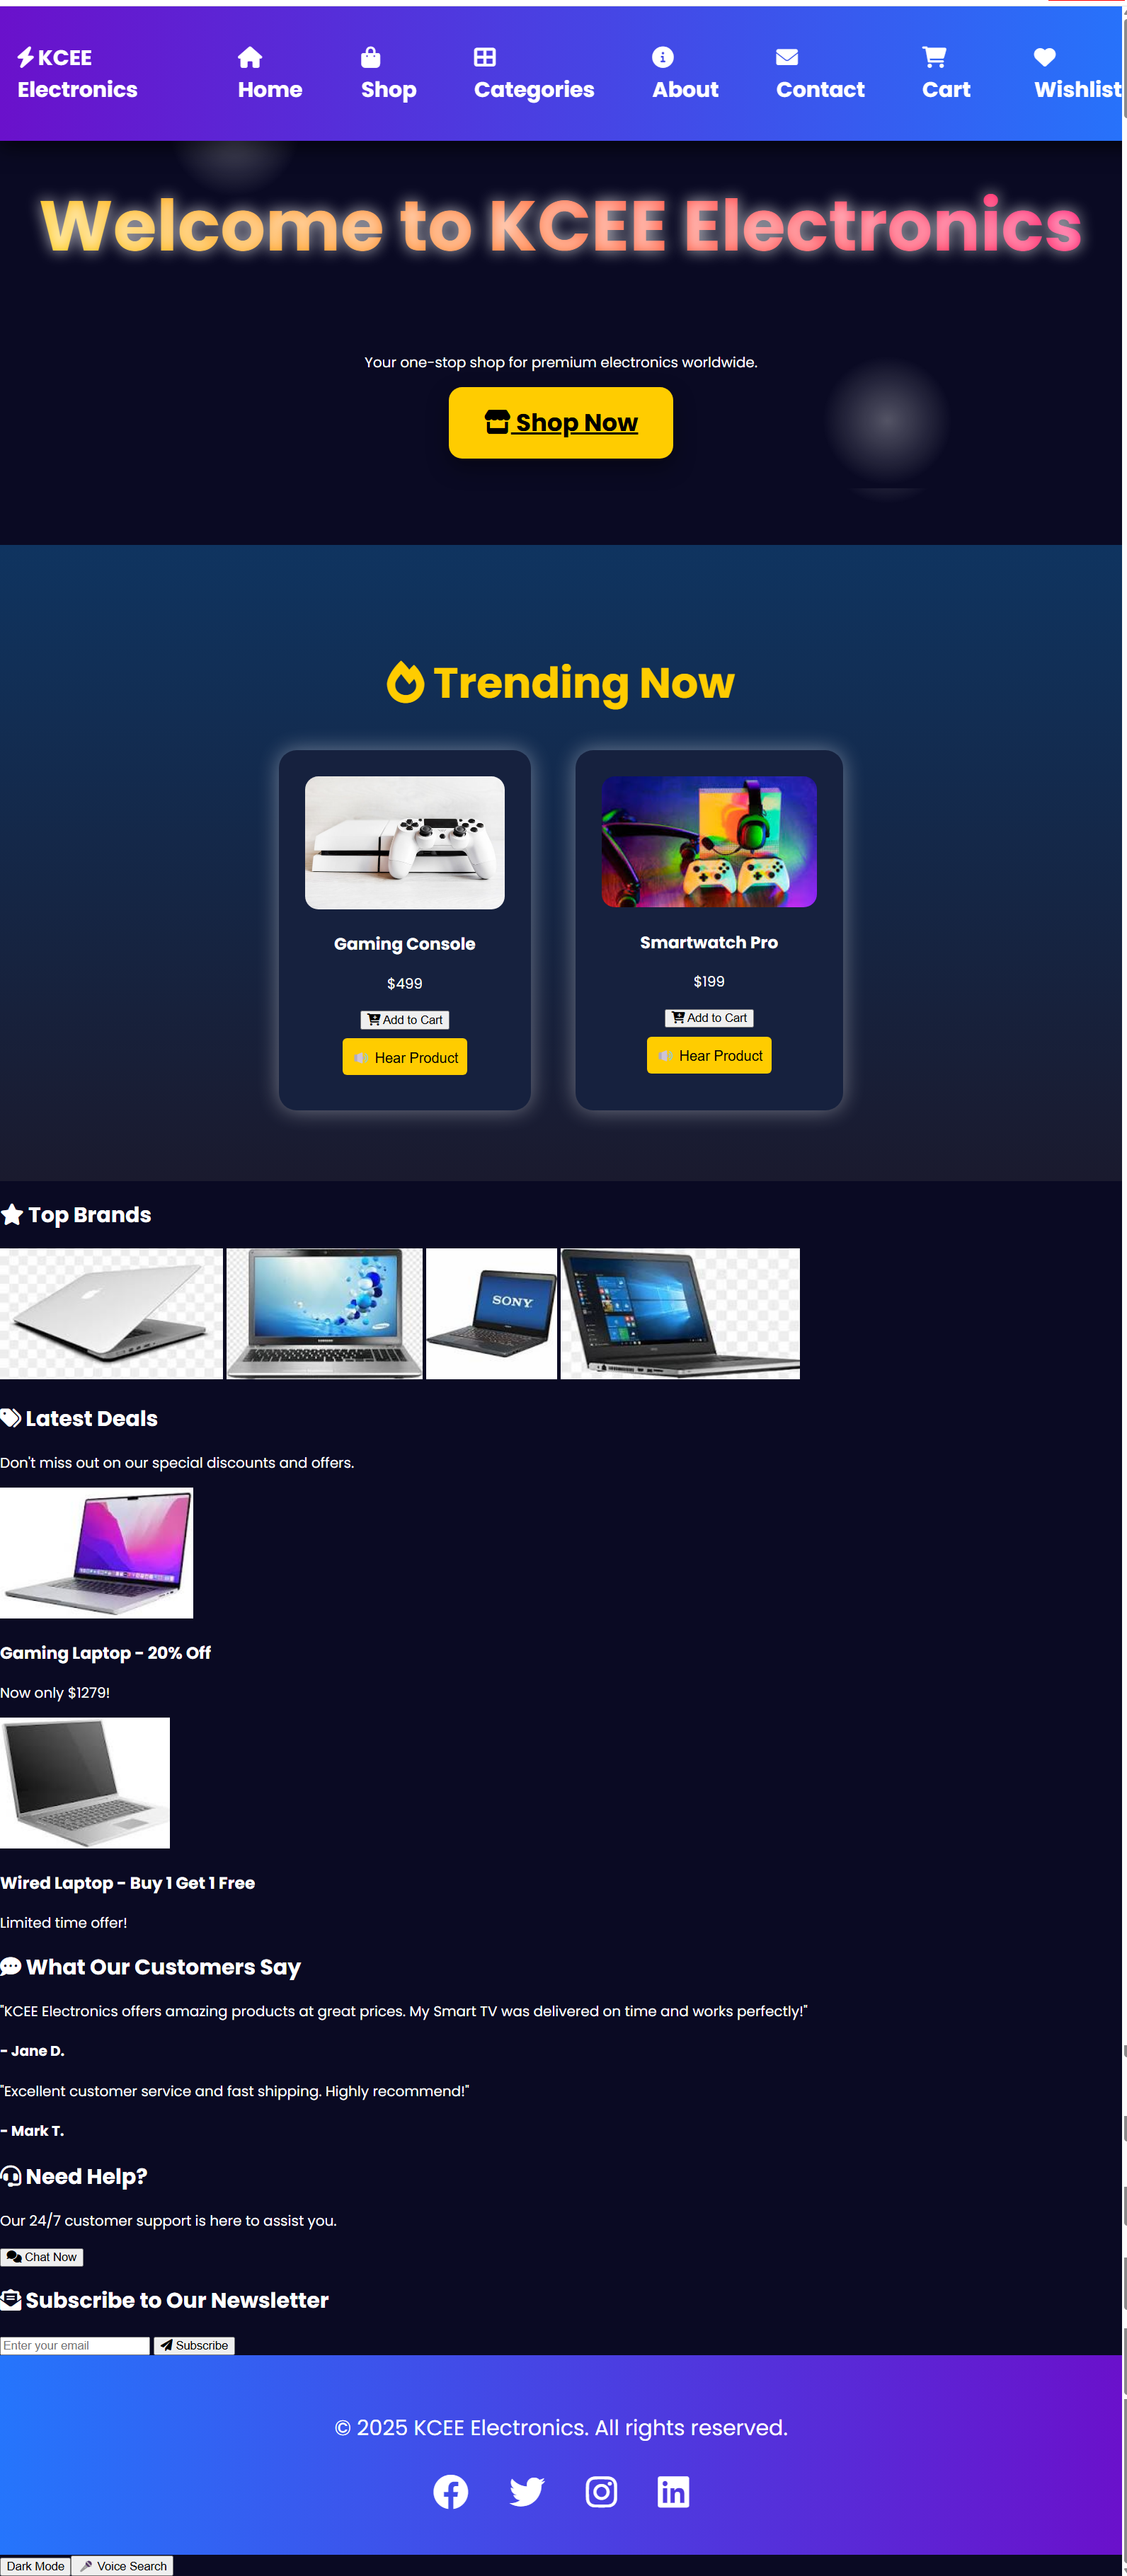 KCEE
Electronics
Home
Shop
Categories
About
Contact
Cart
Wishlist
Welcome to KCEE Electronics
Your one-stop shop for premium electronics worldwide.
Shop Now
Trending Now
Gaming Console
$499
Add to Cart
Hear Product
Smartwatch Pro
$199
Add to Cart
Hear Product
Top Brands
SAMSUNG
SONY
Latest Deals
Don't miss out on our special discounts and offers.
Gaming Laptop - 20% Off
Now only $1279!
Wired Laptop - Buy 1 Get 1 Free
Limited time offer!
What Our Customers Say
"KCEE Electronics offers amazing products at great prices. My Smart TV was delivered on time and works perfectly!"
- Jane D.
"Excellent customer service and fast shipping. Highly recommend!"
- Mark T.
Need Help?
Our 24/7 customer support is here to assist you.
Chat Now
Subscribe to Our Newsletter
Enter your email
Subscribe
© 2025 KCEE Electronics. All rights reserved.
Dark Mode
Voice Search